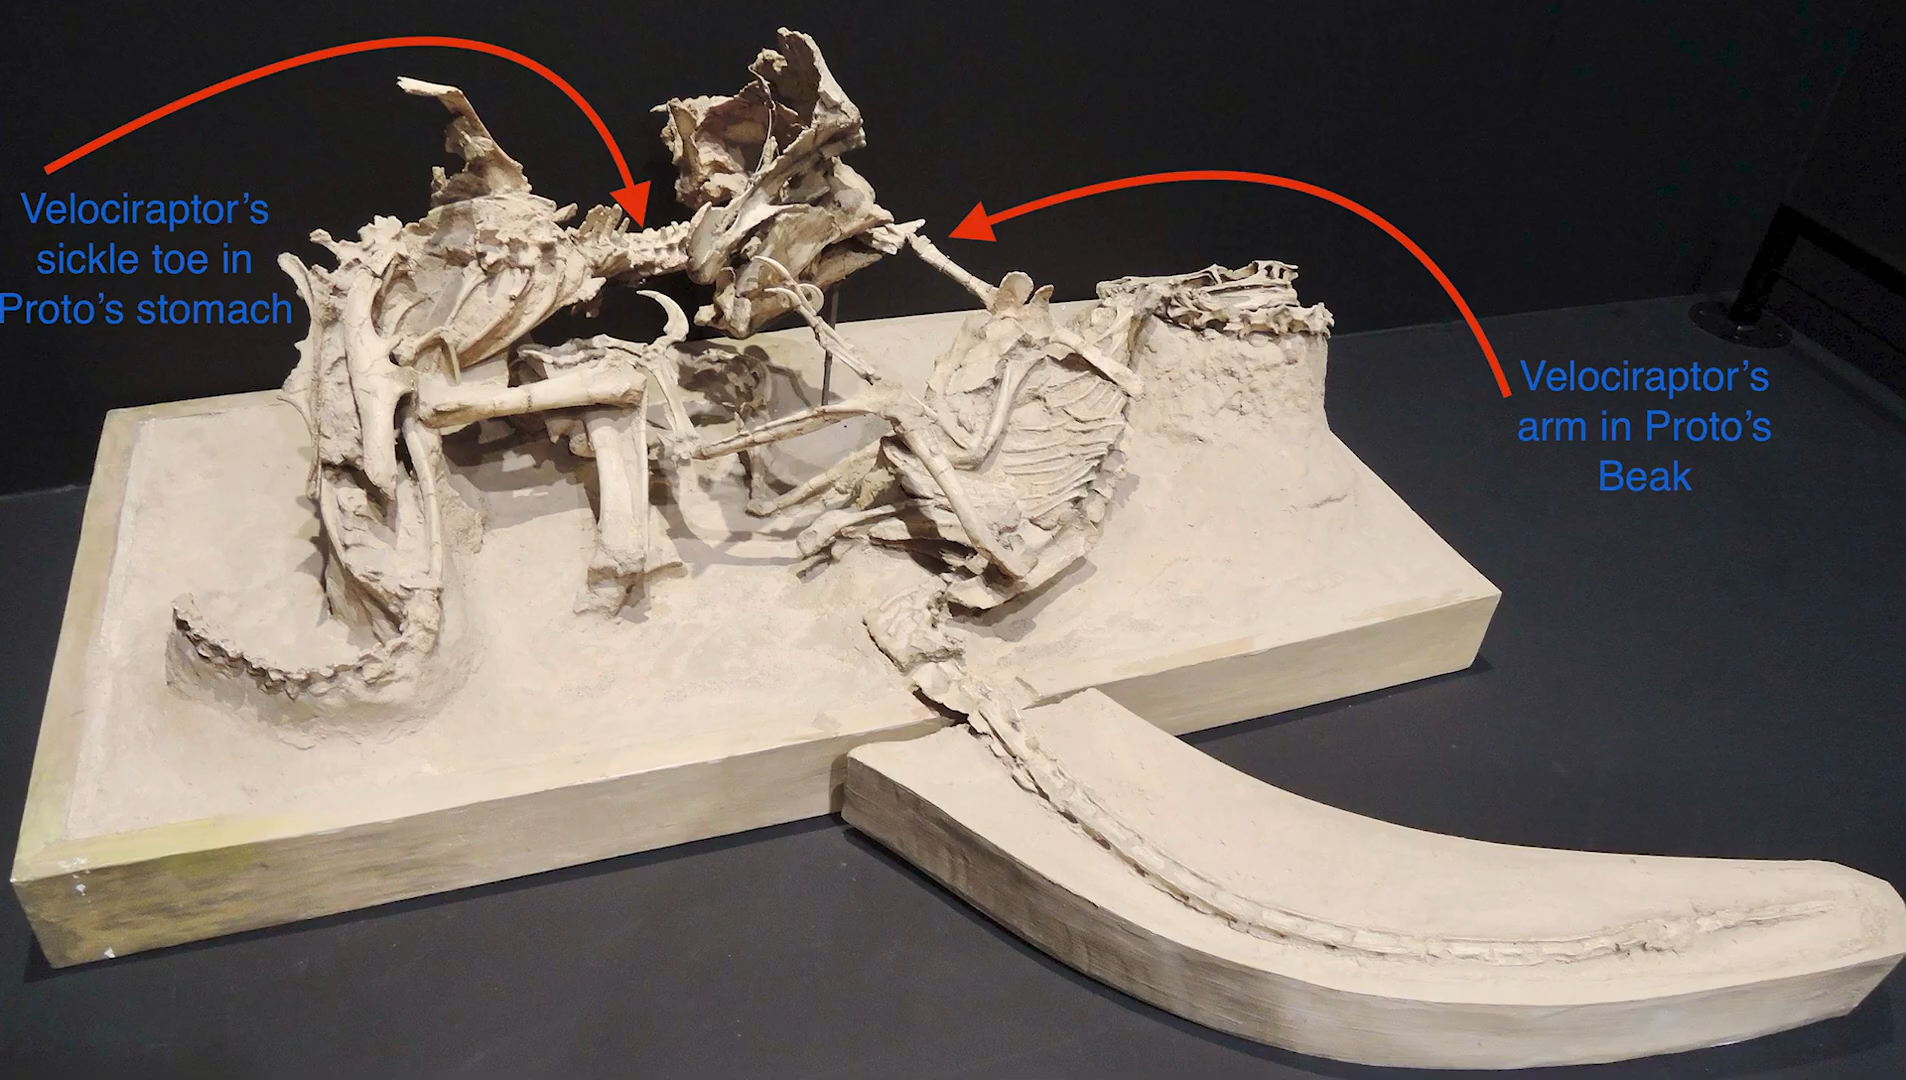 Velociraptor's
sickle toe in
Proto's stomach
Velociraptor's
arm in Proto's
Beak